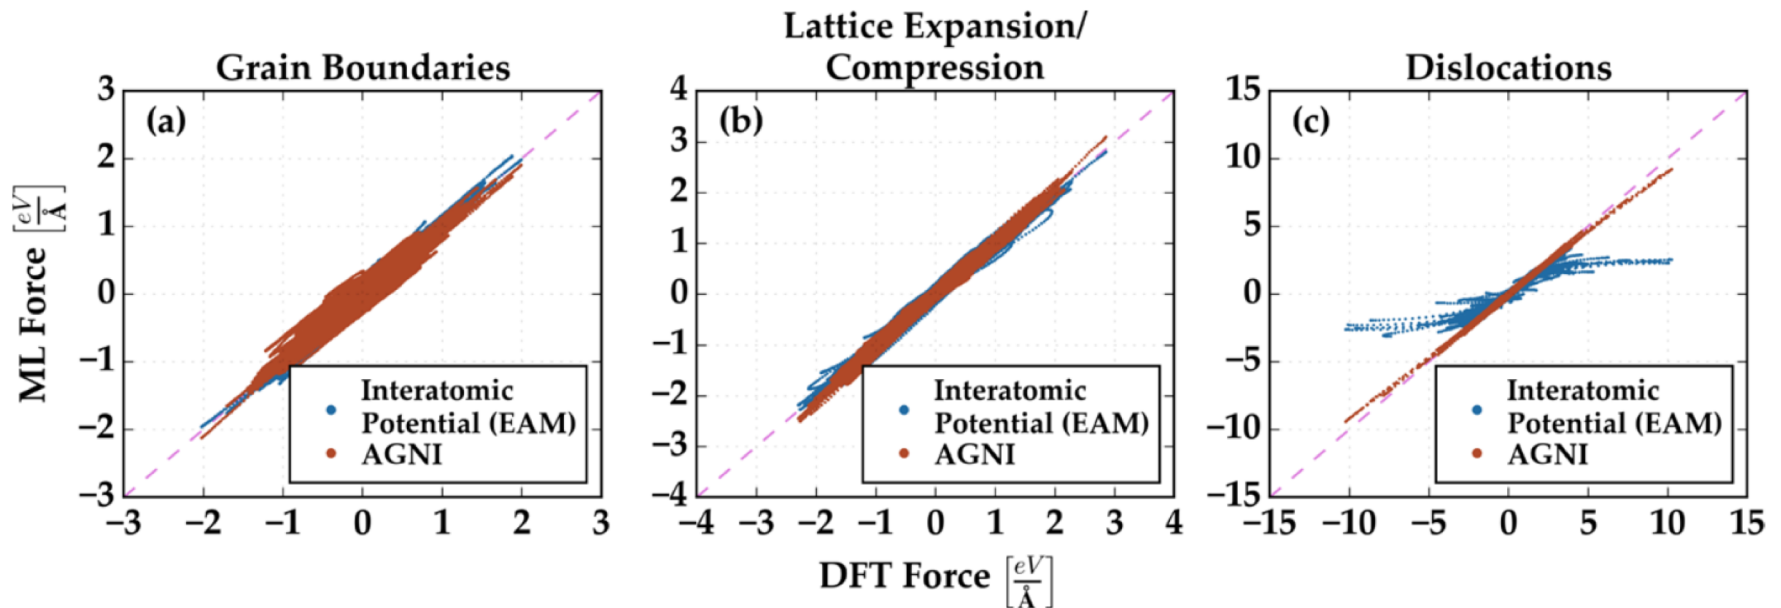 Grain Boundaries
Lattice Expansion/
Compression
Dislocations
ML Force [eV/Å]
(a)
3
2
1
0
−1
−2
−3
−3 −2 −1 0 1 2 3
Interatomic
Potential (EAM)
AGNI
(b)
4
3
2
1
0
−1
−2
−3
−4
−4 −3 −2 −1 0 1 2 3 4
Interatomic
Potential (EAM)
AGNI
(c)
15
10
5
0
−5
−10
−15
−15 −10 −5 0 5 10 15
Interatomic
Potential (EAM)
AGNI
DFT Force [eV/Å]